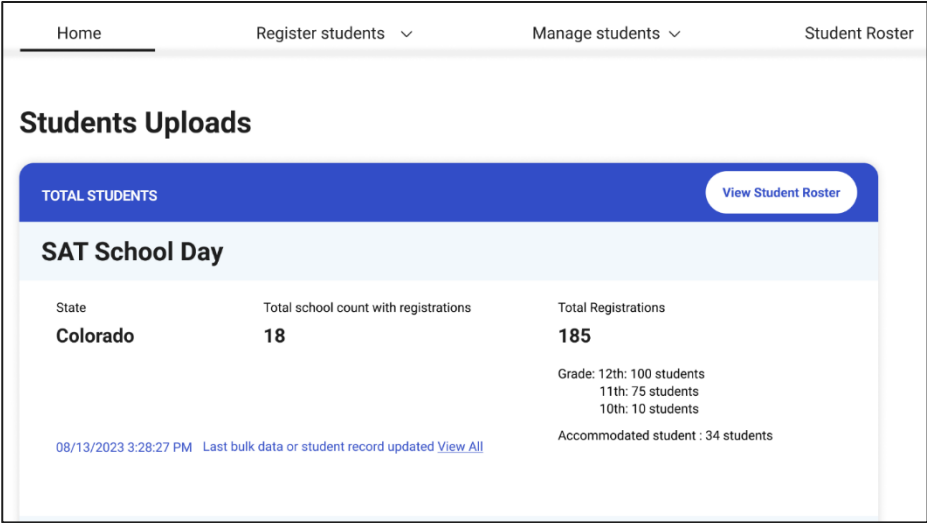 Home Register students Manage students Student Roster
Students Uploads
TOTAL STUDENTS View Student Roster
SAT School Day
State Total school count with registrations Total Registrations
Colorado 18 185
Grade: 12th: 100 students
11th: 75 students
10th: 10 students
Accommodated student : 34 students
08/13/2023 3:28:27 PM Last bulk data or student record updated View All